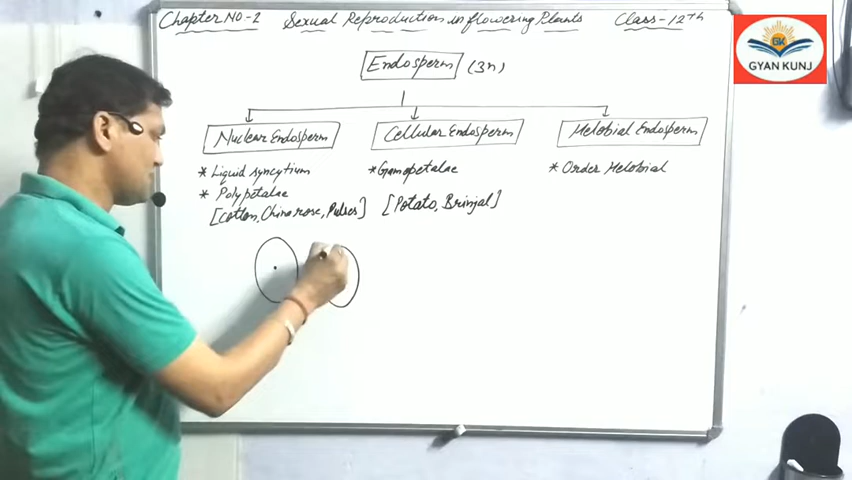 Chapter No-2 Sexual Reproduction in flowering Plants Class-12th
GK
GYAN KUNJ
Endosperm (3n)
Nuclear Endosperm Cellular Endosperm Helobial Endosperm
* Liquid syncytium * Gamopetalae * Order Helobial
* Polypetalae
[Cotton, China rose, Pulses] [Potato, Brinjal]